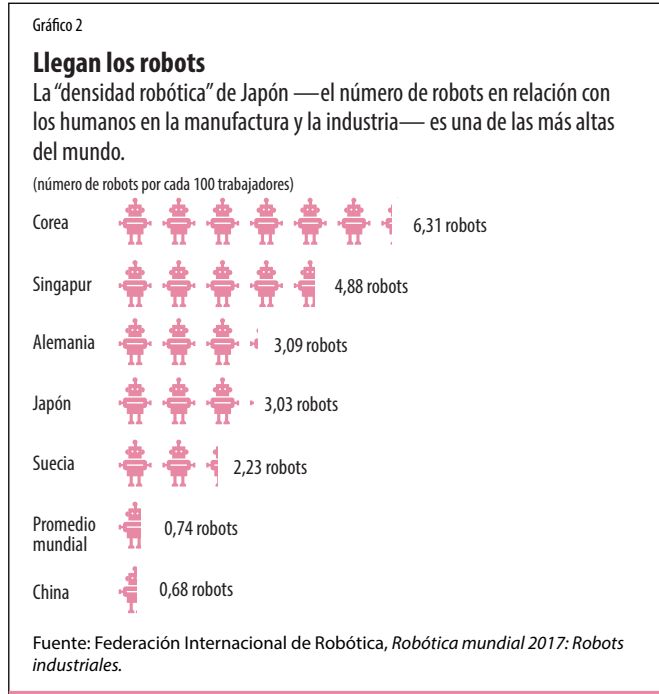 Gráfico 2
Llegan los robots
La “densidad robótica” de Japón —el número de robots en relación con
los humanos en la manufactura y la industria— es una de las más altas
del mundo.
(número de robots por cada 100 trabajadores)
Corea
6,31 robots
Singapur
4,88 robots
Alemania
3,09 robots
Japón
3,03 robots
Suecia
2,23 robots
Promedio
mundial
0,74 robots
China
0,68 robots
Fuente: Federación Internacional de Robótica, Robótica mundial 2017: Robots
industriales.